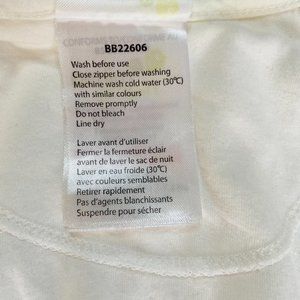 BB22606
Wash before use
Close zipper before washing
Machine wash cold water (30℃)
with similar colours
Remove promptly
Do not bleach
Line dry
Laver avant d'utiliser
Fermer la fermeture éclair
avant de laver le sac de nuit
Laver en eau froide (30℃)
avec couleurs semblables
Retirer rapidement
Pas d'agents blanchissants
Suspendre pour sécher